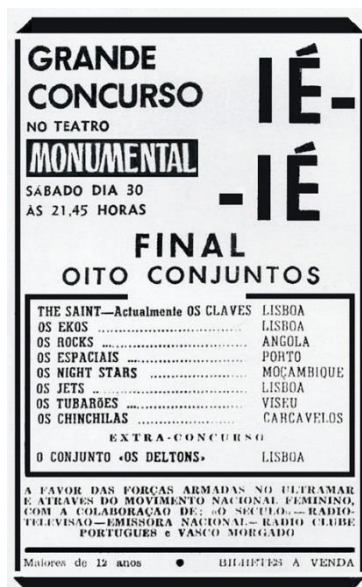 GRANDE
CONCURSO
IÉ-
NO TEATRO
MONUMENTAL
-IÉ
SÁBADO DIA 30
ÀS 21,45 HORAS
FINAL
OITO CONJUNTOS
THE SAINT—Actualmente OS CLAVES LISBOA
OS EKOS ........ LISBOA
OS ROCKS ........ ANGOLA
OS ESPACIAIS ........ PORTO
OS NIGHT STARS ........ MOÇAMBIQUE
OS JETS ........ LISBOA
OS TUBARÕES ........ VISEU
OS CHINCHILAS ........ CARCAVELOS
EXTRA-CONCURSO
O CONJUNTO «OS DELTONS» LISBOA
A FAVOR DAS FORÇAS ARMADAS NO ULTRAMAR
E ATRAVES DO MOVIMENTO NACIONAL FEMININO,
COM A COLABORAÇÃO DE: «O SECULO»—RADIO-
TELEVISÃO—EMISSORA NACIONAL—RADIO CLUBE
PORTUGUES e VASCO MORGADO
Maiores de 12 anos ● BILHETES À VENDA